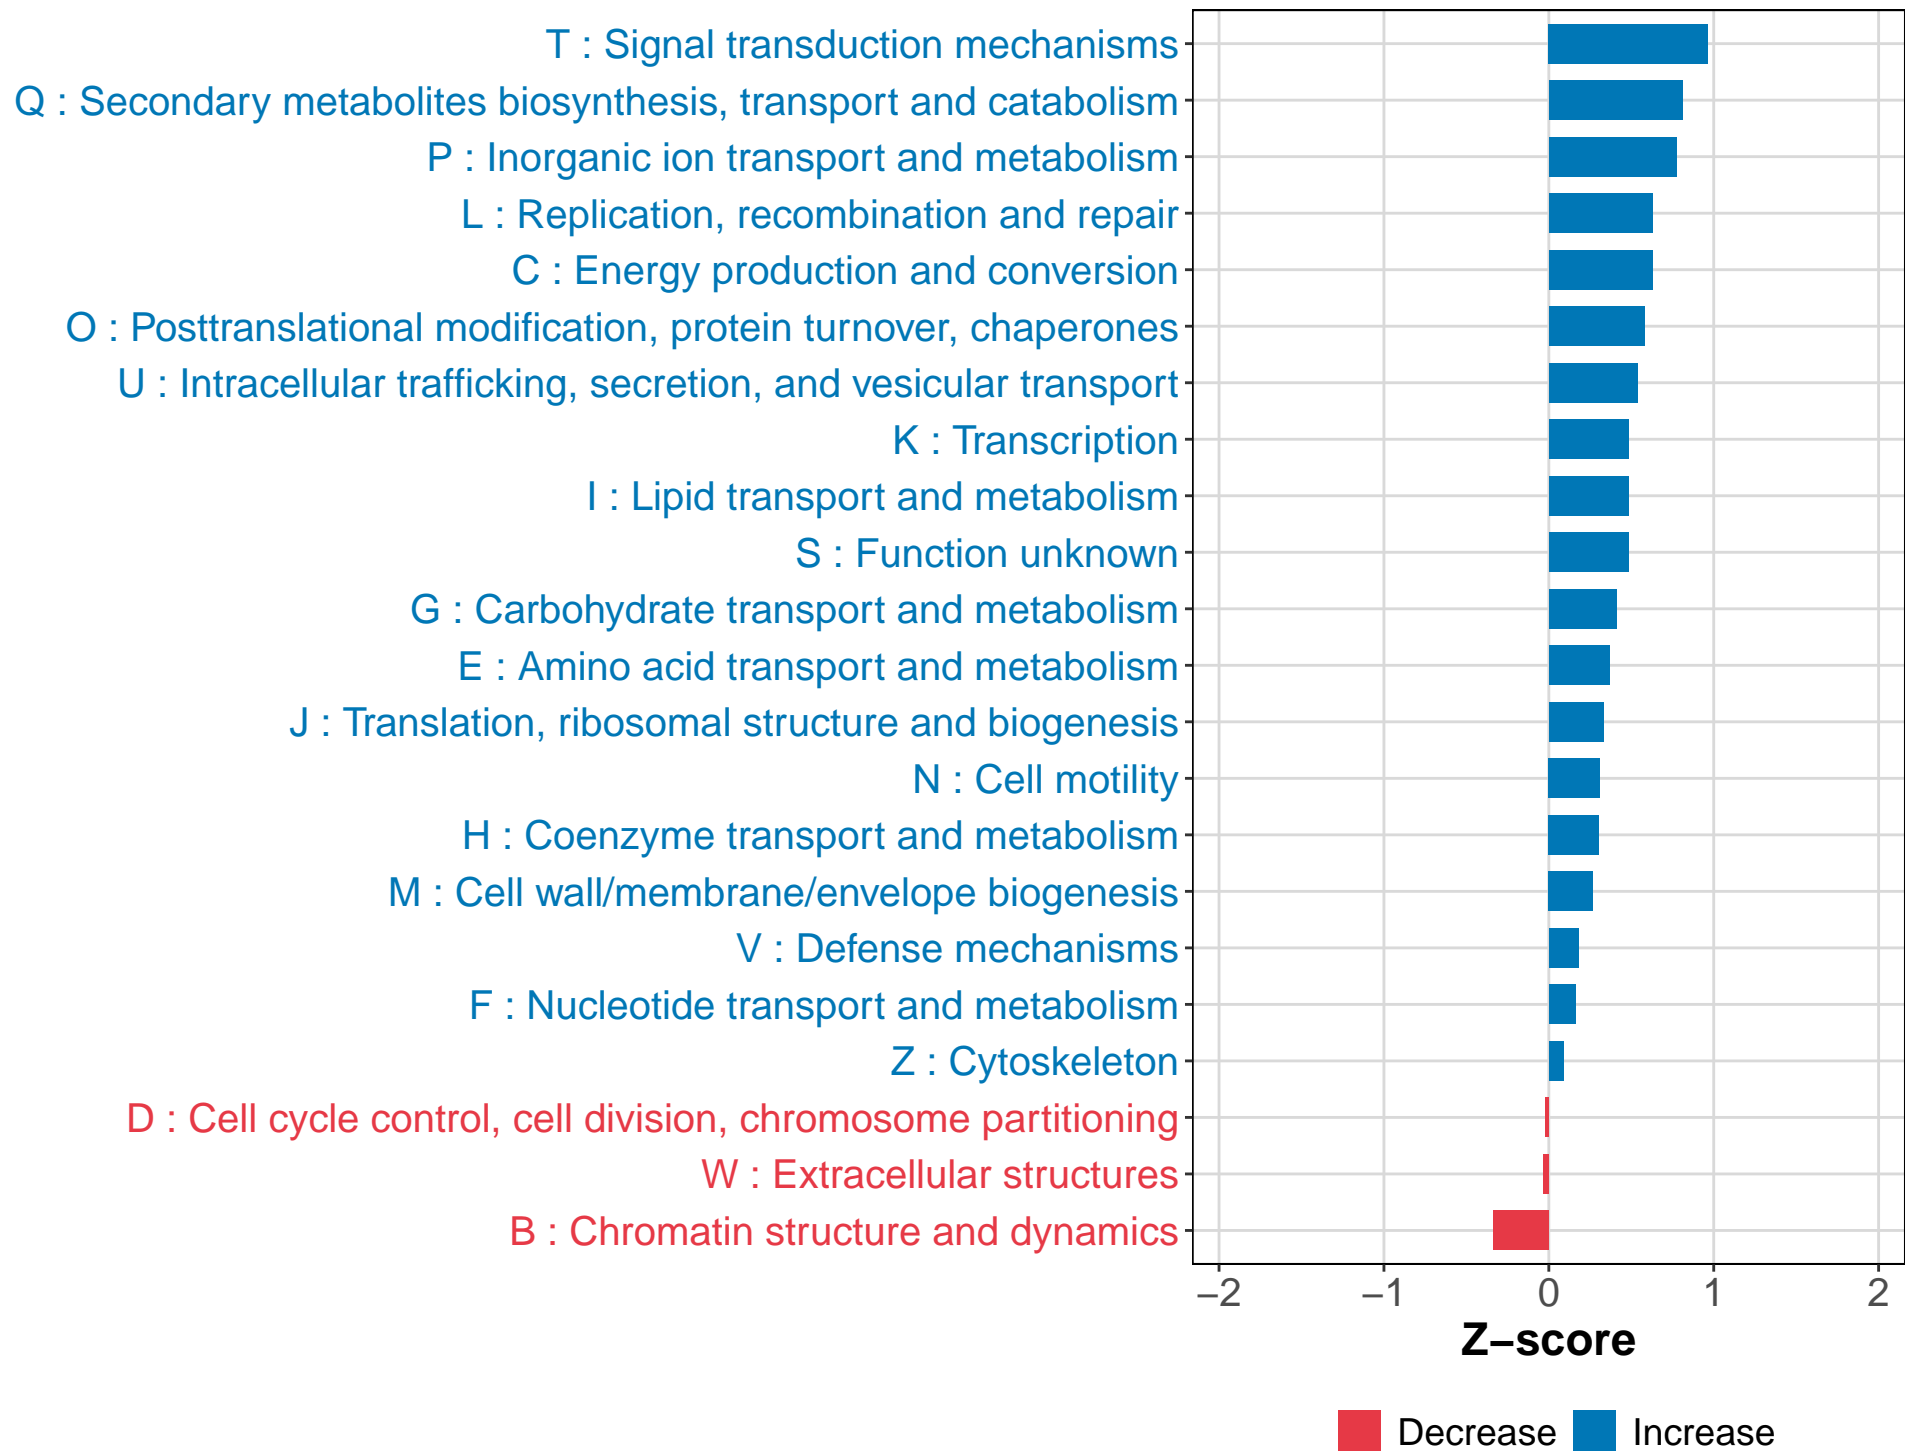 T : Signal transduction mechanisms
Q : Secondary metabolites biosynthesis, transport and catabolism
P : Inorganic ion transport and metabolism
L : Replication, recombination and repair
C : Energy production and conversion
O : Posttranslational modification, protein turnover, chaperones
U : Intracellular trafficking, secretion, and vesicular transport
K : Transcription
I : Lipid transport and metabolism
S : Function unknown
G : Carbohydrate transport and metabolism
E : Amino acid transport and metabolism
J : Translation, ribosomal structure and biogenesis
N : Cell motility
H : Coenzyme transport and metabolism
M : Cell wall/membrane/envelope biogenesis
V : Defense mechanisms
F : Nucleotide transport and metabolism
Z : Cytoskeleton
D : Cell cycle control, cell division, chromosome partitioning
W : Extracellular structures
B : Chromatin structure and dynamics
−2 −1 0 1 2
Z−score
Decrease Increase